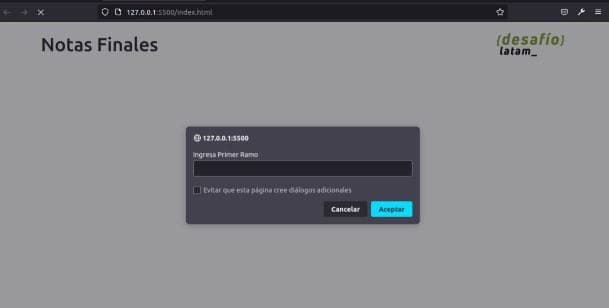 127.0.0.1:5500/index.html
Notas Finales
{desafío}
latam_
127.0.0.1:5500
Ingresa Primer Ramo
Evitar que esta página cree diálogos adicionales
Cancelar
Aceptar